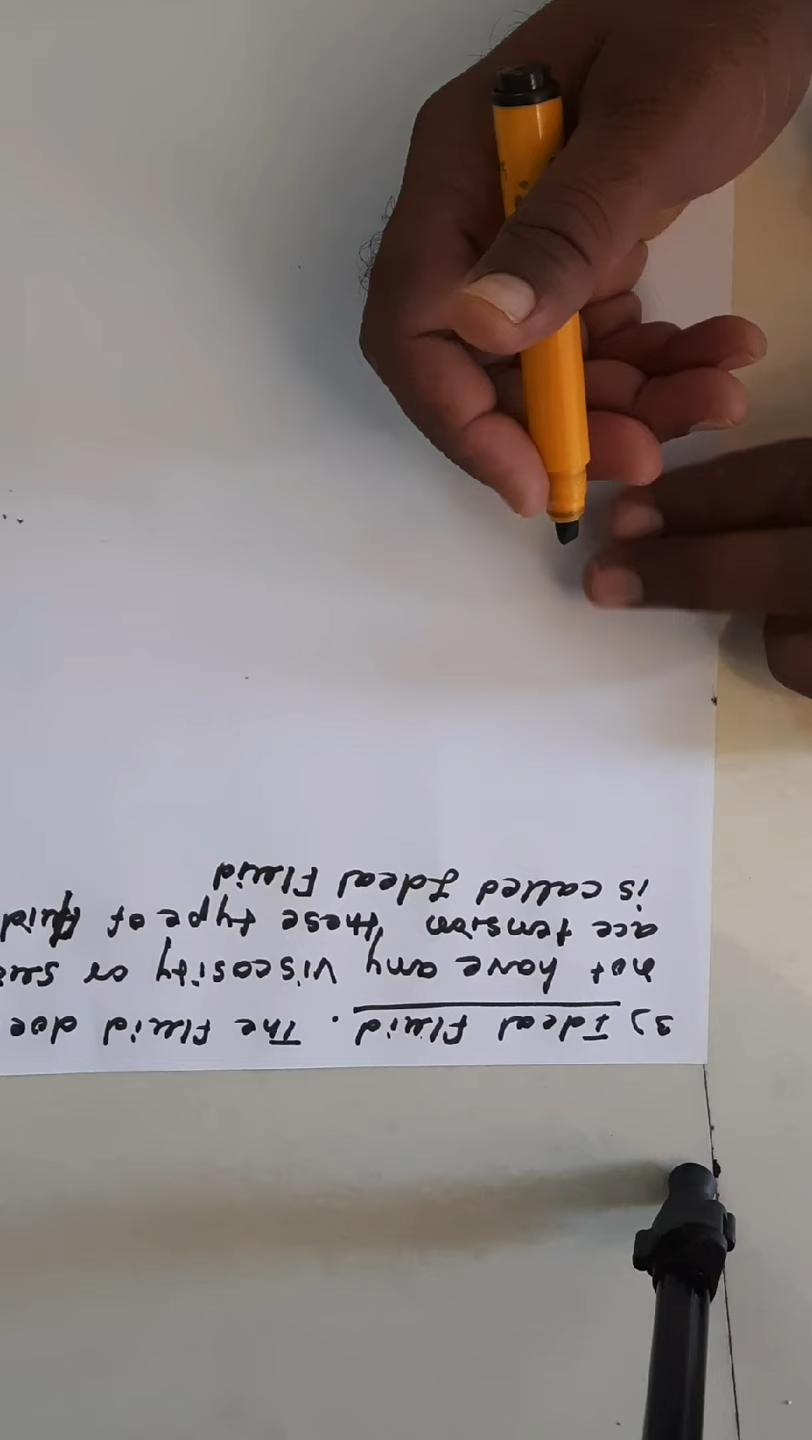 3) Ideal Fluid. The Fluid doe
not have any viscosity or su
ace tension these type of fluid
is called Ideal Fluid